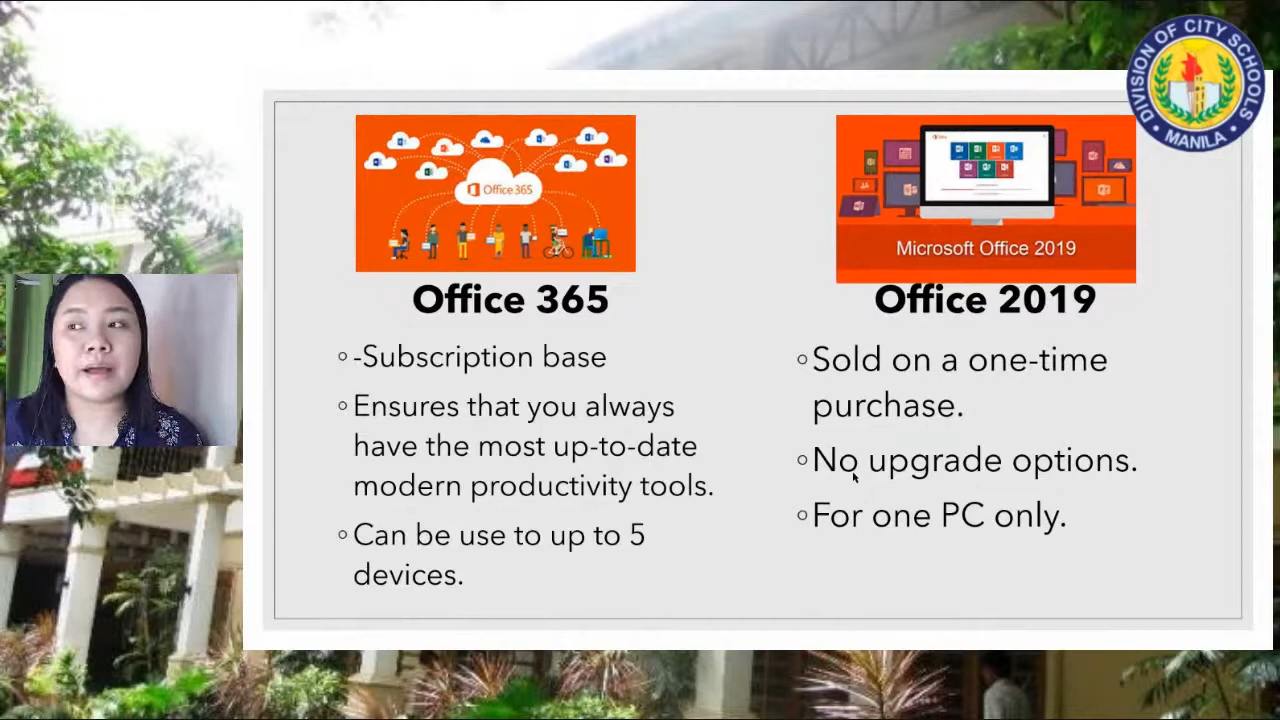 DIVISION OF CITY SCHOOLS
MANILA
Office 365
Microsoft Office 2019
Office 365
-Subscription base
Ensures that you always
have the most up-to-date
modern productivity tools.
Can be use to up to 5
devices.
Office 2019
Sold on a one-time
purchase.
No upgrade options.
For one PC only.